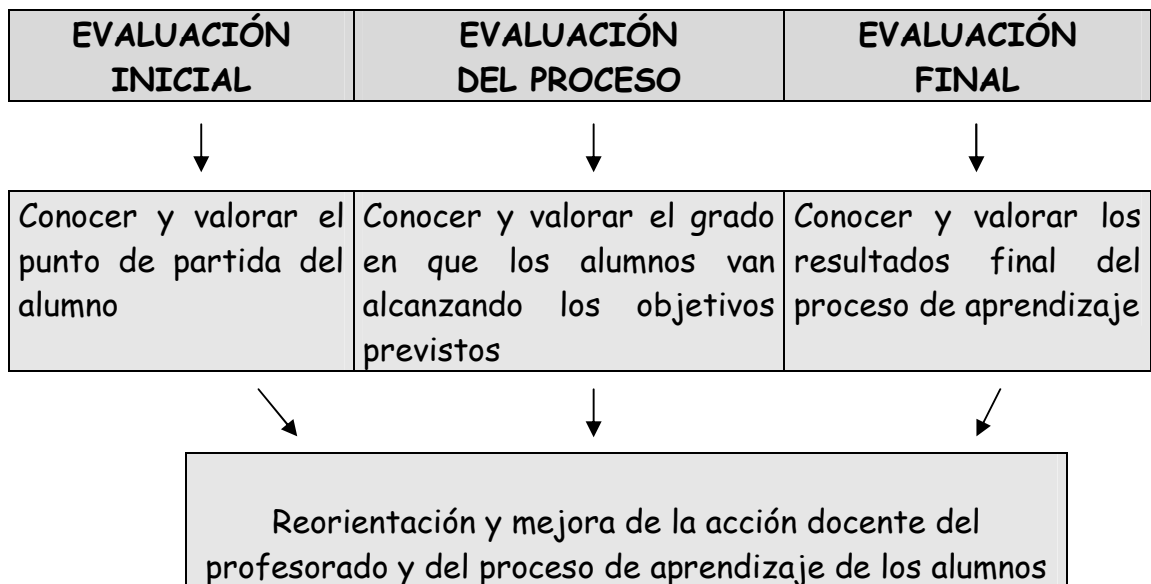 EVALUACIÓN
INICIAL
EVALUACIÓN
DEL PROCESO
EVALUACIÓN
FINAL
Conocer y valorar el
punto de partida del
alumno
Conocer y valorar el grado
en que los alumnos van
alcanzando los objetivos
previstos
Conocer y valorar los
resultados final del
proceso de aprendizaje
Reorientación y mejora de la acción docente del
profesorado y del proceso de aprendizaje de los alumnos